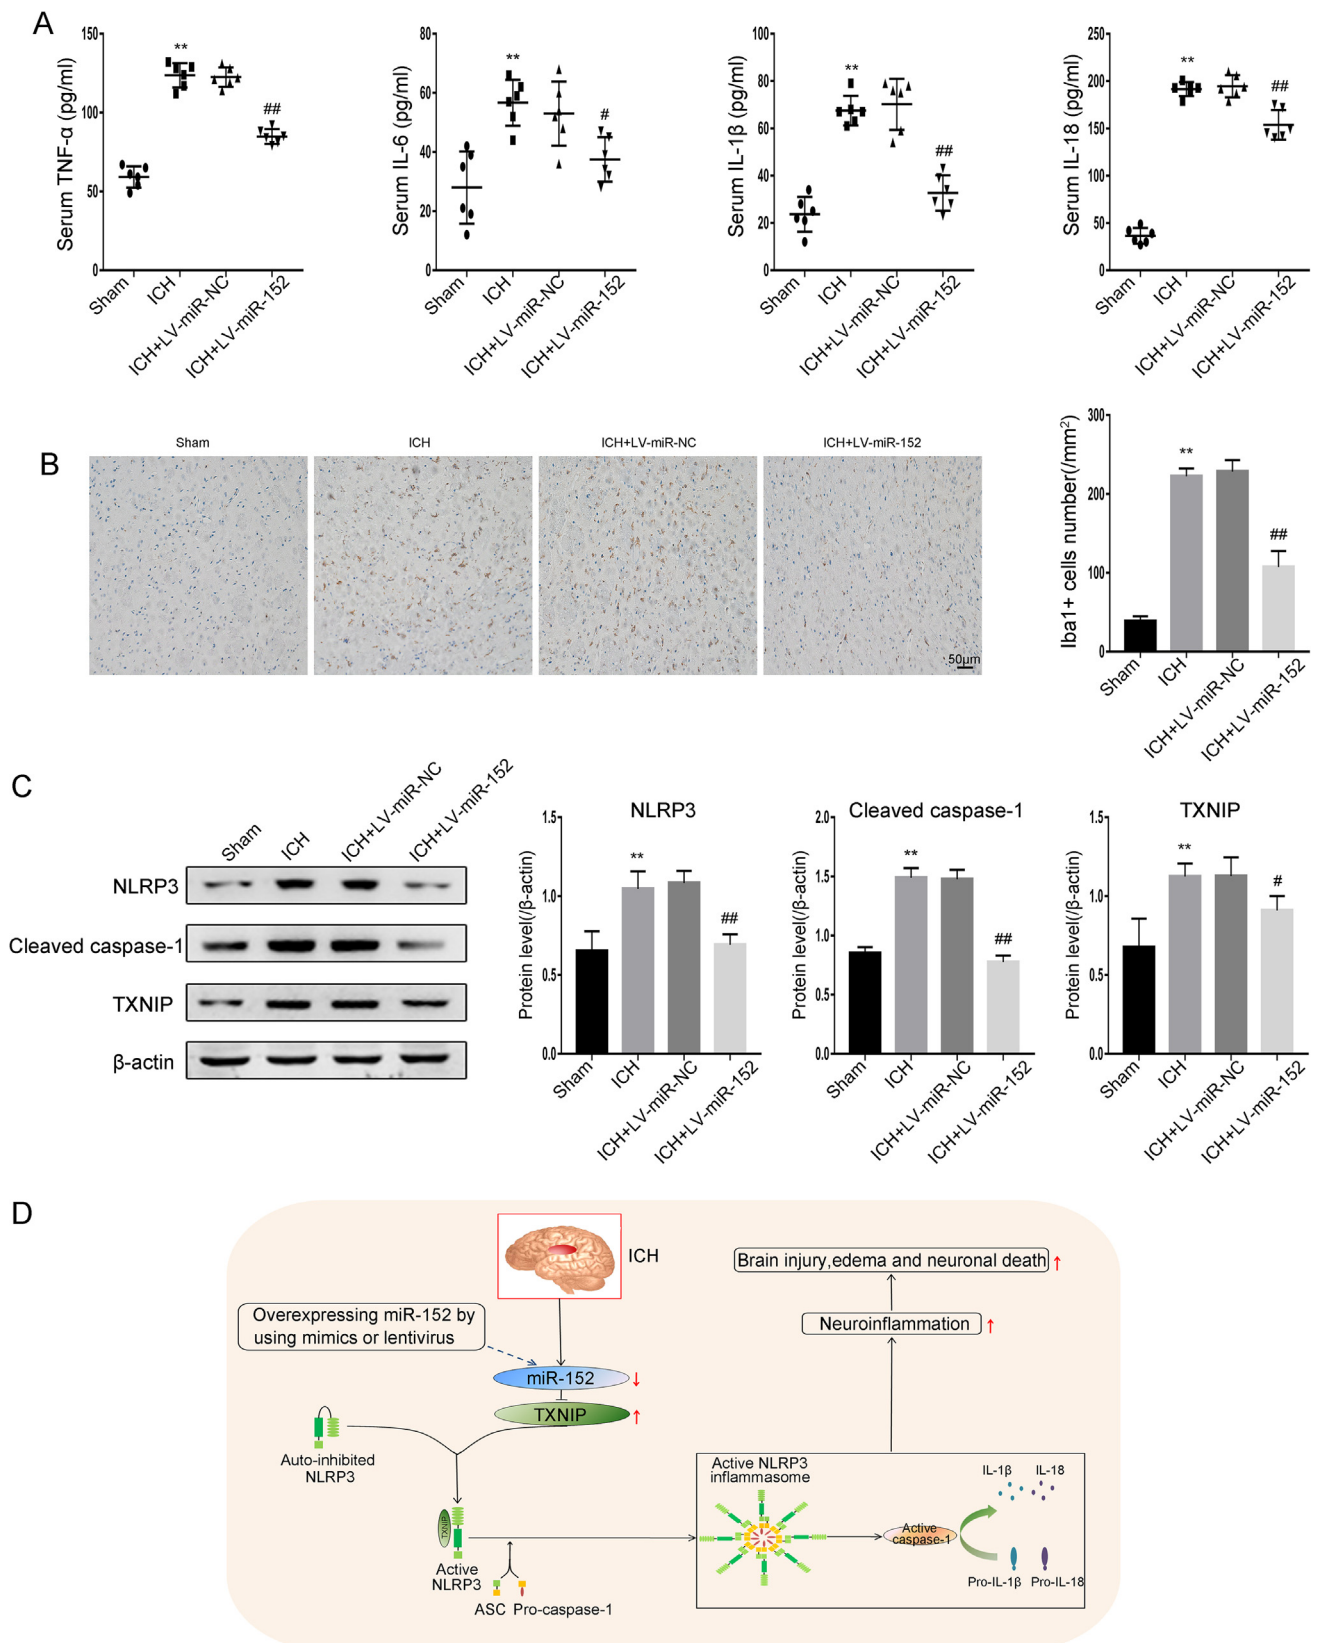 A
Serum TNF-α (pg/ml)
150
100
50
0
Sham
ICH
ICH+LV-miR-NC
ICH+LV-miR-152
**
##
Serum IL-6 (pg/ml)
80
60
40
20
0
Sham
ICH
ICH+LV-miR-NC
ICH+LV-miR-152
**
#
Serum IL-1β (pg/ml)
100
80
60
40
20
0
Sham
ICH
ICH+LV-miR-NC
ICH+LV-miR-152
**
##
Serum IL-18 (pg/ml)
250
200
150
100
50
0
Sham
ICH
ICH+LV-miR-NC
ICH+LV-miR-152
**
##
B
Sham
ICH
ICH+LV-miR-NC
ICH+LV-miR-152
50μm
Iba1+ cells number(/mm²)
300
200
100
0
Sham
ICH
ICH+LV-miR-NC
ICH+LV-miR-152
**
##
C
Sham
ICH
ICH+LV-miR-NC
ICH+LV-miR-152
NLRP3
Cleaved caspase-1
TXNIP
β-actin
NLRP3
Protein level(/β-actin)
1.5
1.0
0.5
0.0
Sham
ICH
ICH+LV-miR-NC
ICH+LV-miR-152
**
##
Cleaved caspase-1
Protein level(/β-actin)
2.0
1.5
1.0
0.5
0.0
Sham
ICH
ICH+LV-miR-NC
ICH+LV-miR-152
**
##
TXNIP
Protein level(/β-actin)
1.5
1.0
0.5
0.0
Sham
ICH
ICH+LV-miR-NC
ICH+LV-miR-152
**
#
D
ICH
Brain injury,edema and neuronal death ↑
Overexpressing miR-152 by
using mimics or lentivirus
Neuroinflammation ↑
miR-152 ↓
TXNIP ↑
Auto-inhibited
NLRP3
TXNIP
Active
NLRP3
ASC Pro-caspase-1
Active NLRP3
inflammasome
Active
caspase-1
IL-1β IL-18
Pro-IL-1β Pro-IL-18